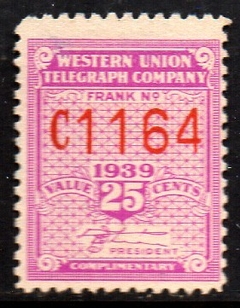 WESTERN UNION
TELEGRAPH COMPANY
FRANK No
C1164
1939
VALUE 25 CENTS
PRESIDENT
COMPLIMENTARY